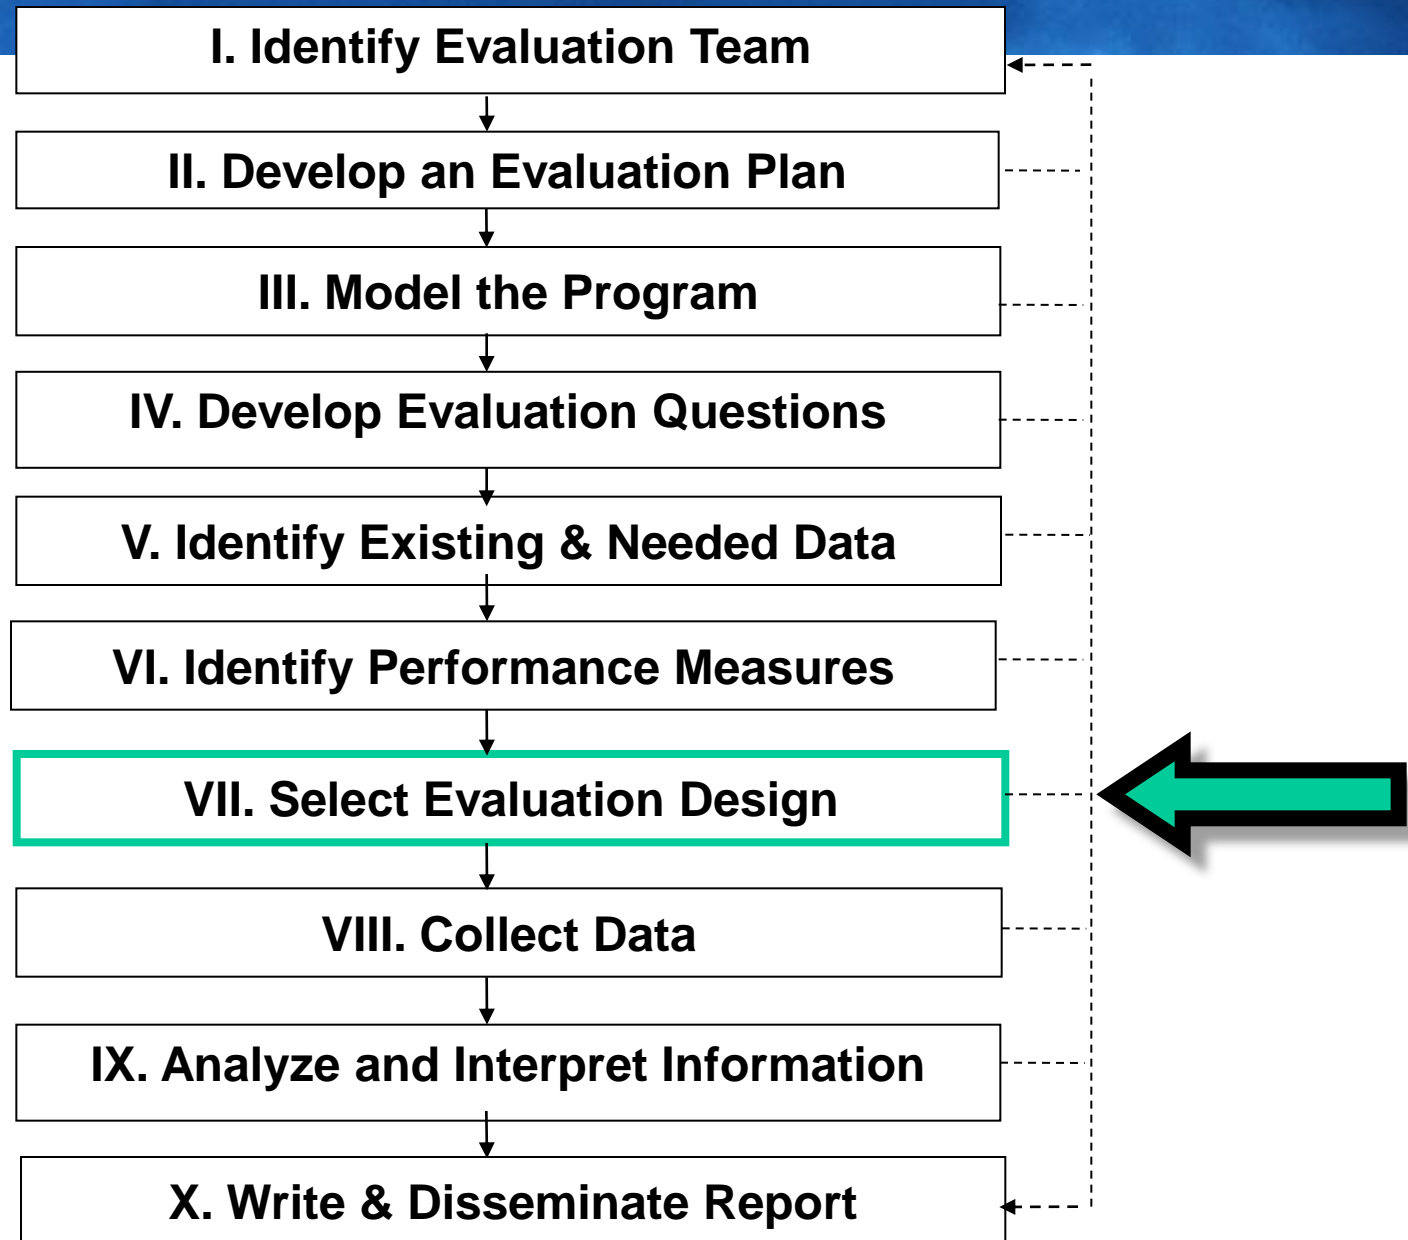 I. Identify Evaluation Team
II. Develop an Evaluation Plan
III. Model the Program
IV. Develop Evaluation Questions
V. Identify Existing & Needed Data
VI. Identify Performance Measures
VII. Select Evaluation Design
VIII. Collect Data
IX. Analyze and Interpret Information
X. Write & Disseminate Report